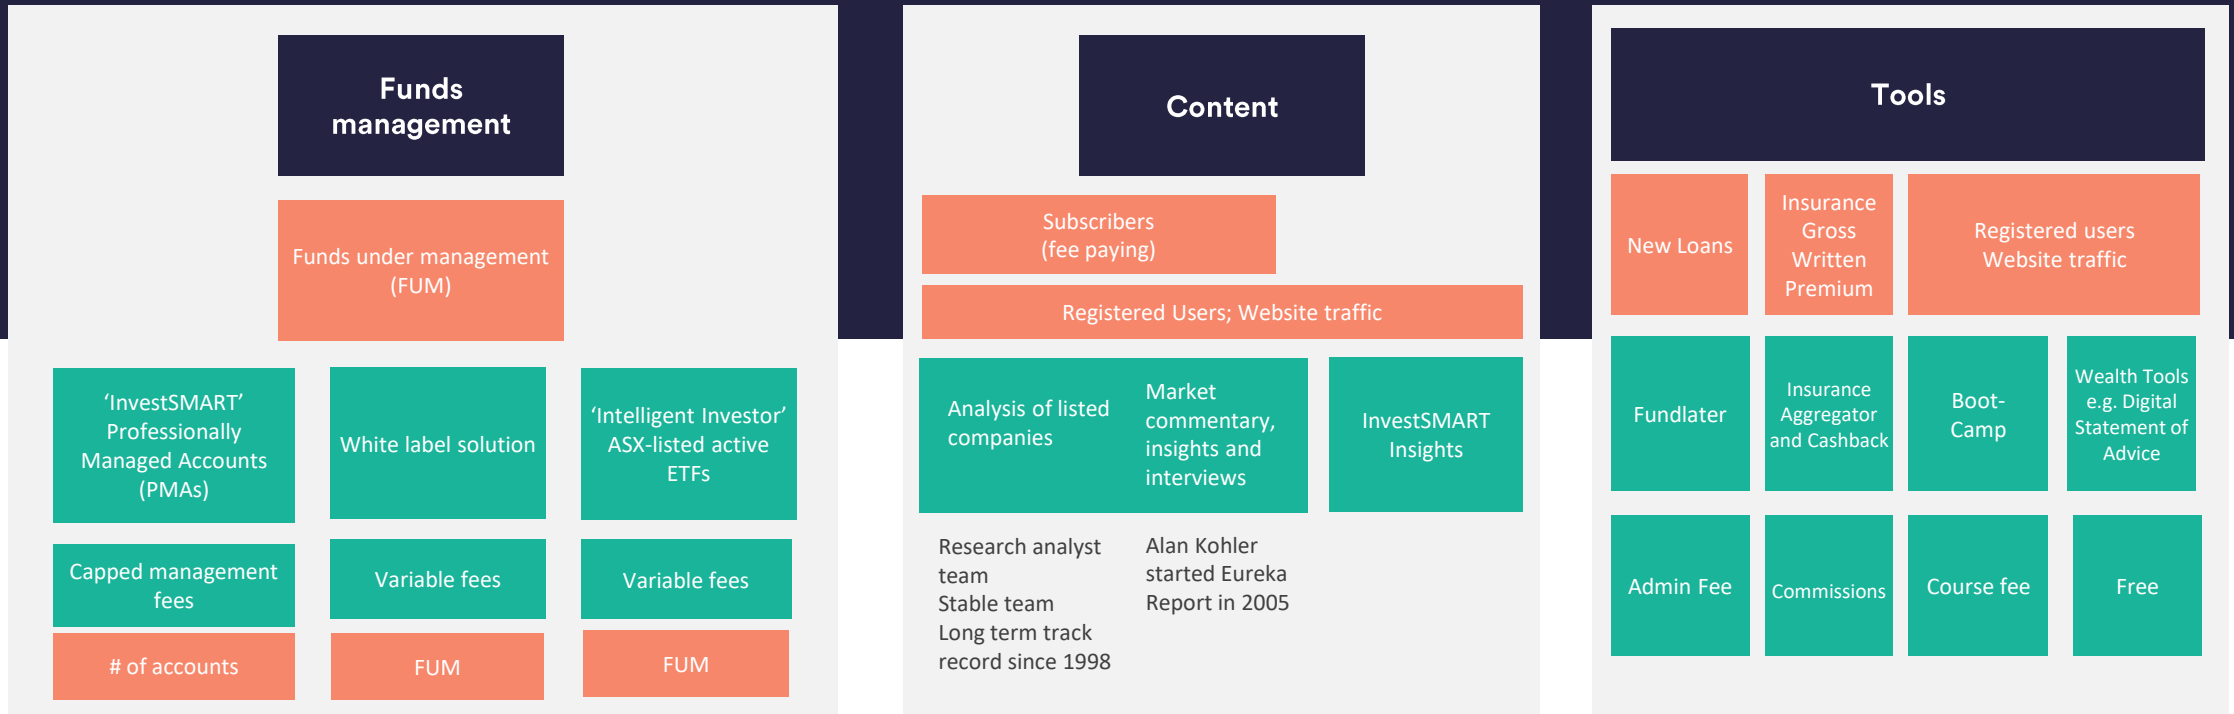 Funds
management
Funds under management
(FUM)
‘InvestSMART’
Professionally
Managed Accounts
(PMAs)
White label solution
‘Intelligent Investor’
ASX-listed active
ETFs
Capped management
fees
Variable fees
Variable fees
# of accounts
FUM
FUM
Content
Subscribers
(fee paying)
Registered Users; Website traffic
Analysis of listed
companies
Market
commentary,
insights and
interviews
InvestSMART
Insights
Research analyst
team
Stable team
Long term track
record since 1998
Alan Kohler
started Eureka
Report in 2005
Tools
New Loans
Insurance
Gross
Written
Premium
Registered users
Website traffic
Fundlater
Insurance
Aggregator
and Cashback
Boot-
Camp
Wealth Tools
e.g. Digital
Statement of
Advice
Admin Fee
Commissions
Course fee
Free